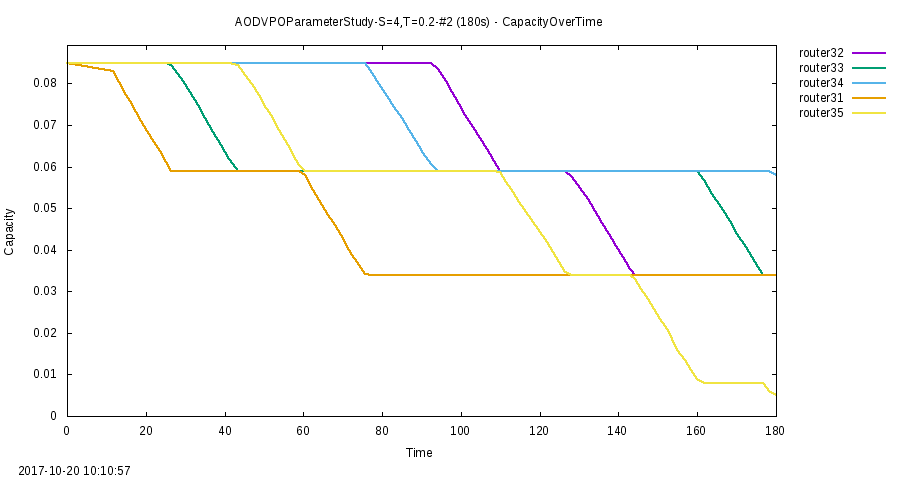 AODVPOParameterStudy-S=4,T=0.2-#2 (180s) - CapacityOverTime
router32
router33
router34
router31
router35
0.08
0.07
0.06
0.05
0.04
0.03
0.02
0.01
0
Capacity
0 20 40 60 80 100 120 140 160 180
Time
2017-10-20 10:10:57